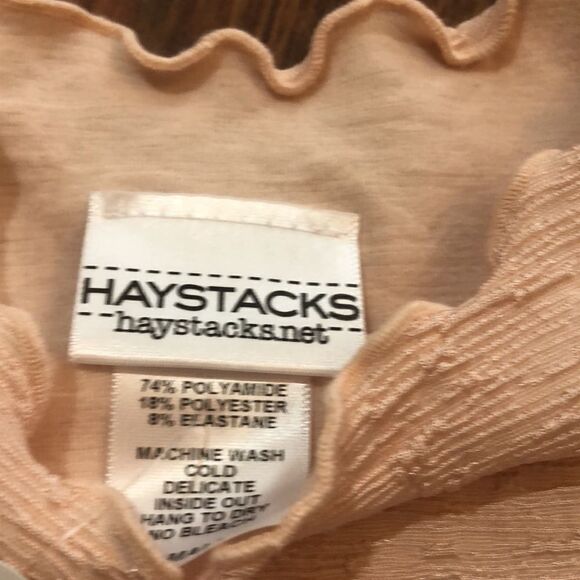 HAYSTACKS
haystacks.net
74% POLYAMIDE
18% POLYESTER
8% ELASTANE
MACHINE WASH
COLD
DELICATE
INSIDE OUT
HANG TO DRY
NO BLEACH